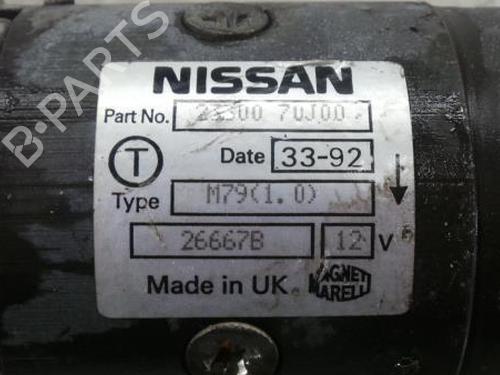 NISSAN
Part No. 23300 70J00
T Date 33-92
Type M79(1.0)
26667B 12 V
Made in UK. MAGNETI MARELLI
B-PARTS